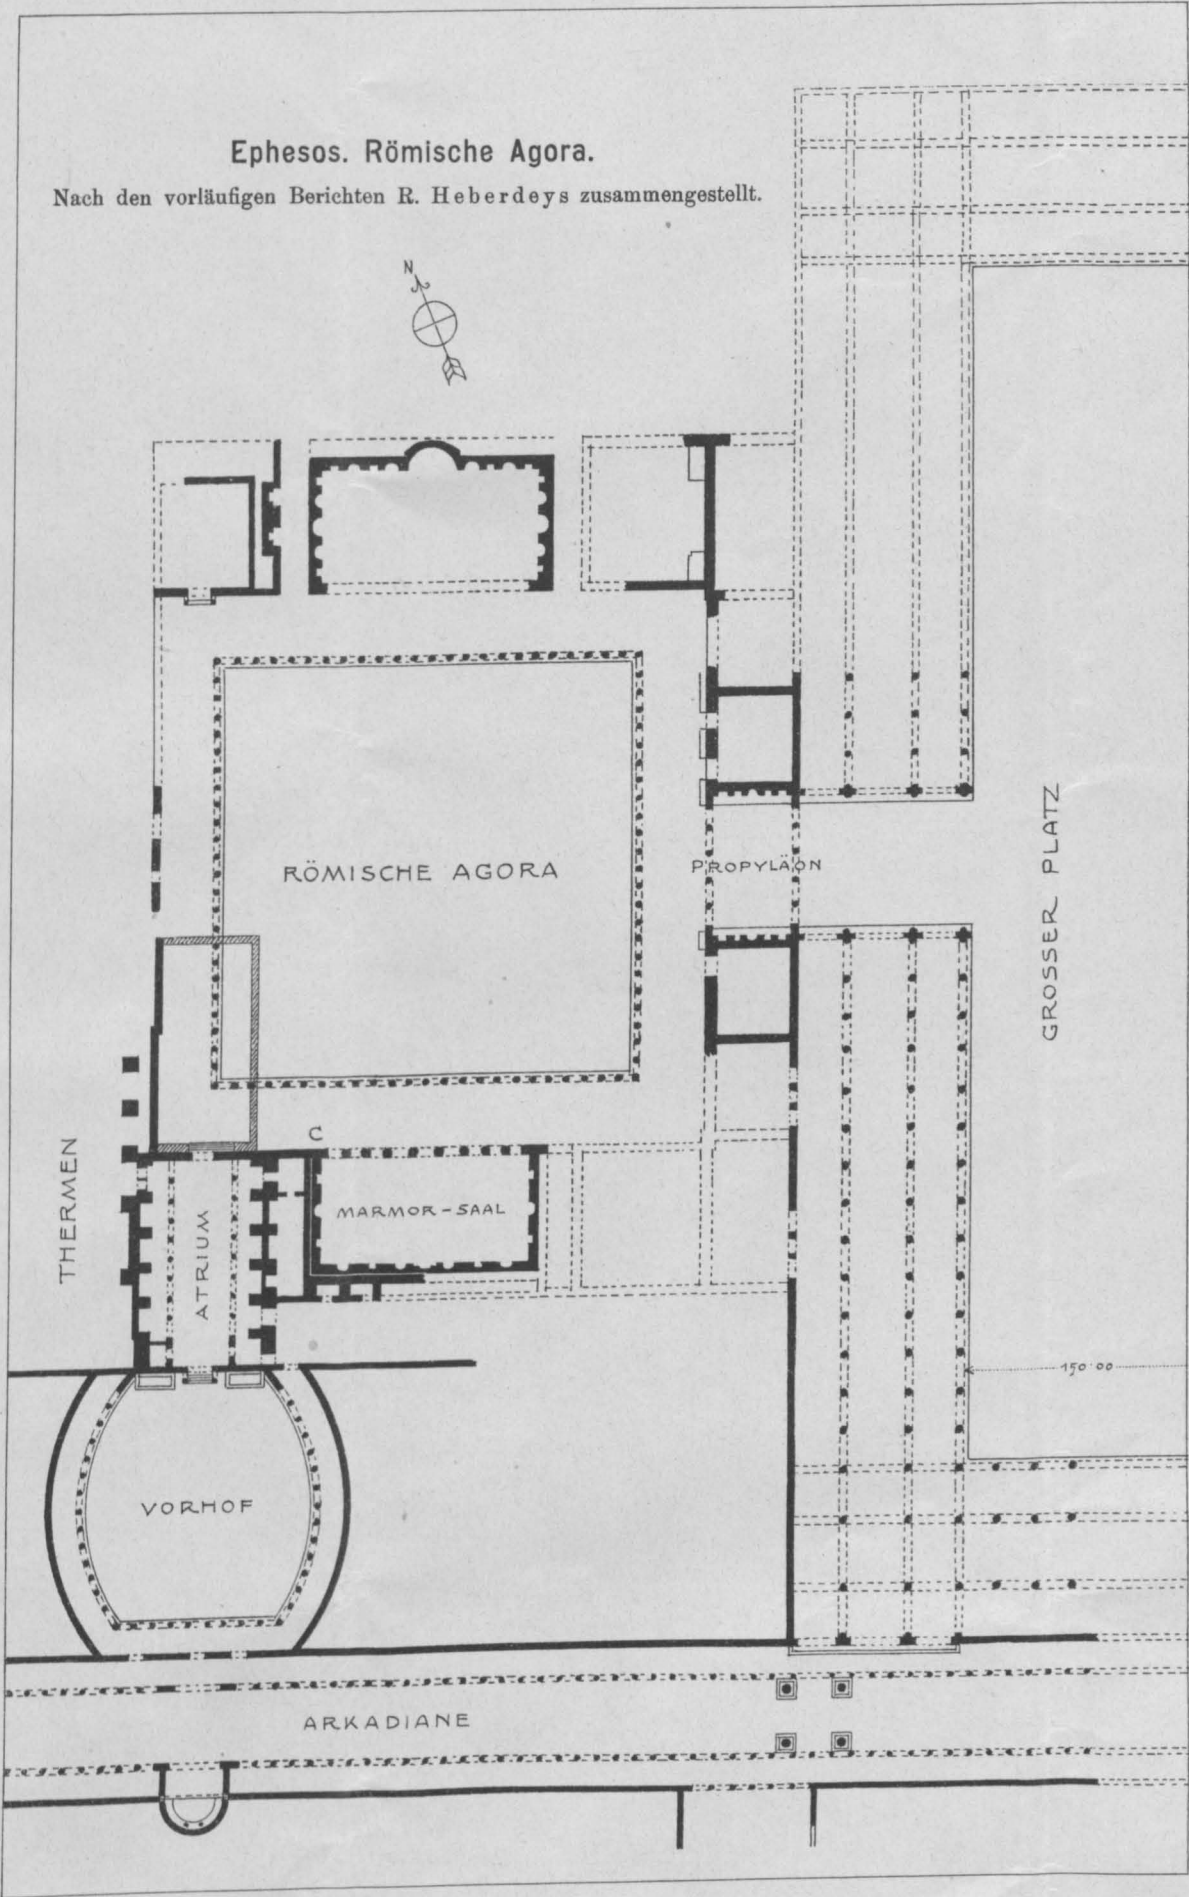 Ephesos. Römische Agora.
Nach den vorläufigen Berichten R. Heberdeys zusammengestellt.
N
RÖMISCHE AGORA
PROPYLÄON
GROSSER PLATZ
C
THERMEN
ATRIUM
MARMOR-SAAL
150·00
VORHOF
ARKADIANE